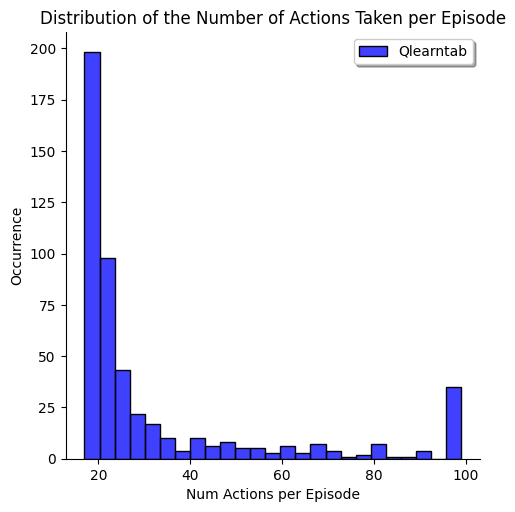 Distribution of the Number of Actions Taken per Episode
Qlearntab
200
175
150
125
100
75
50
25
0
Occurrence
20 40 60 80 100
Num Actions per Episode